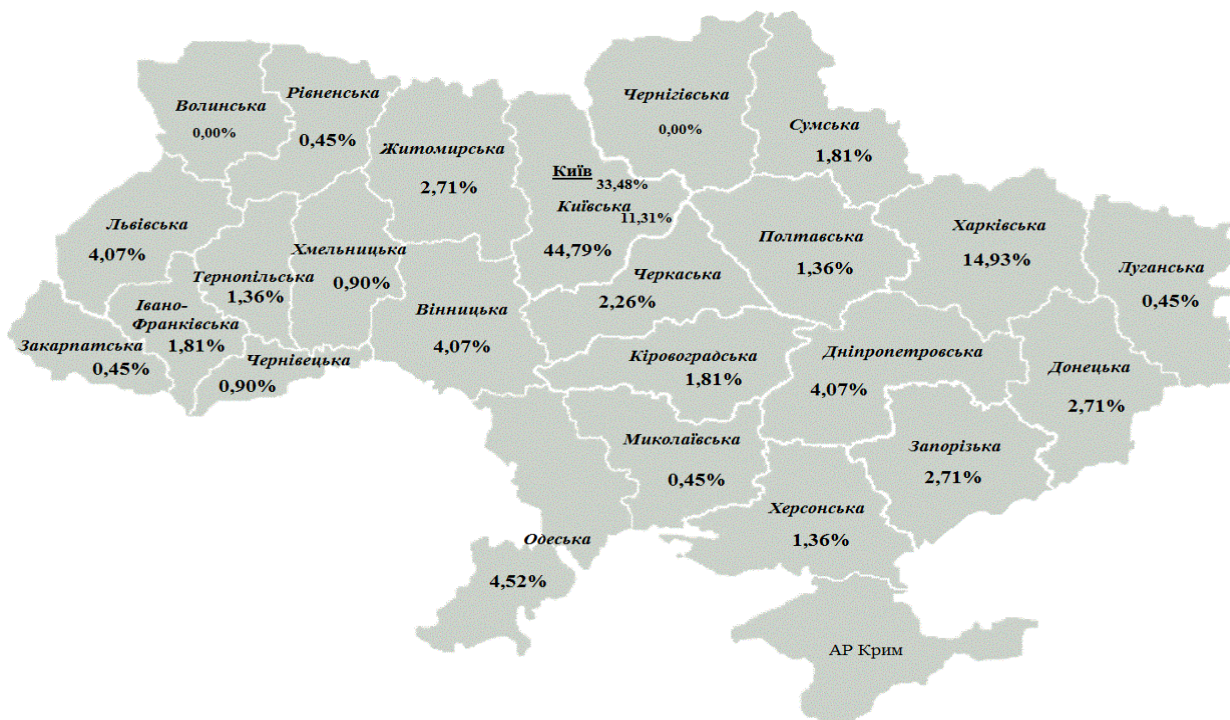 Волинська
0,00%
Рівненська
0,45%
Житомирська
2,71%
Київ 33,48%
Київська 11,31%
44,79%
Чернігівська
0,00%
Сумська
1,81%
Львівська
4,07%
Тернопільська
1,36%
Хмельницька
0,90%
Вінницька
4,07%
Черкаська
2,26%
Полтавська
1,36%
Харківська
14,93%
Луганська
0,45%
Закарпатська
0,45%
Івано-
Франківська
1,81%
Чернівецька
0,90%
Кіровоградська
1,81%
Дніпропетровська
4,07%
Донецька
2,71%
Миколаївська
0,45%
Запорізька
2,71%
Одеська
4,52%
Херсонська
1,36%
АР Крим